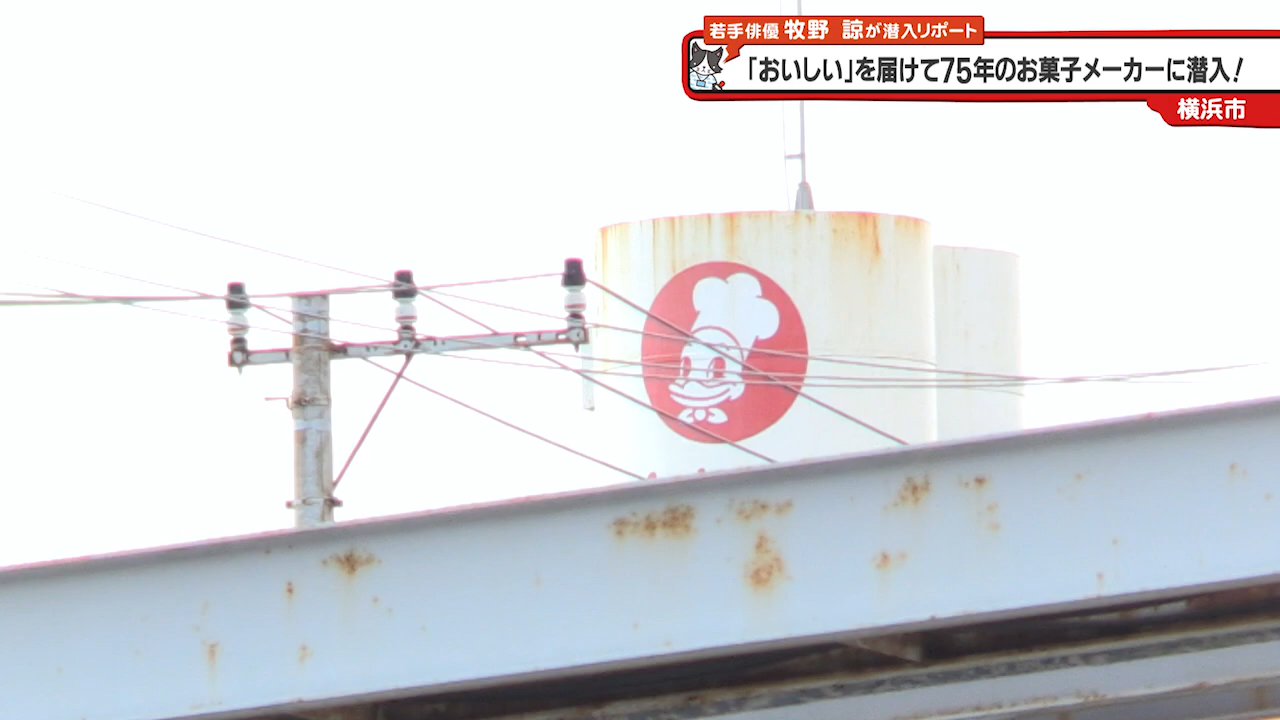 若手俳優 牧野 諒が潜入リポート
「おいしい」を届けて75年のお菓子メーカーに潜入!
横浜市